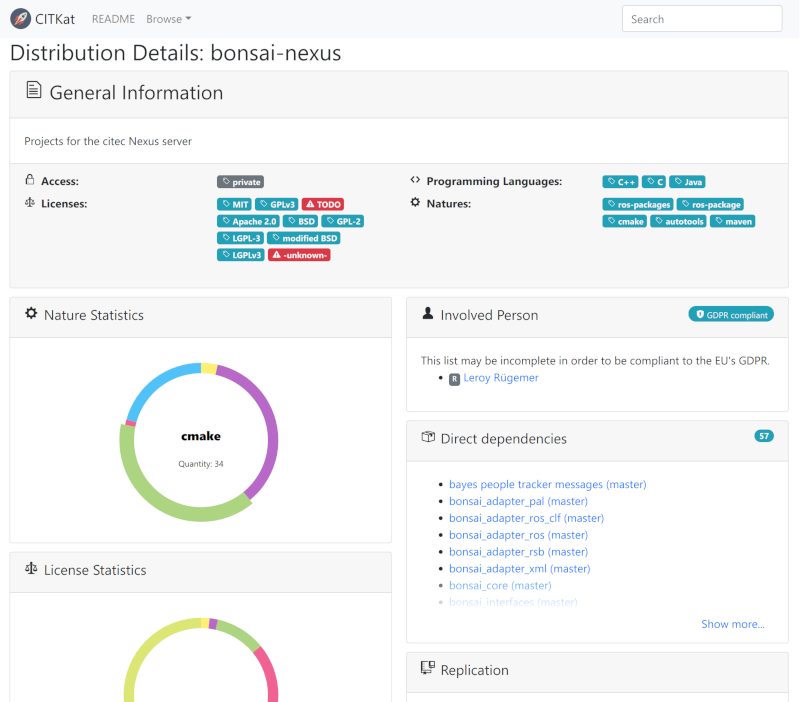 CITKat README Browse Search
Distribution Details: bonsai-nexus
General Information
Projects for the citec Nexus server
Access: private
Licenses: MIT GPLv3 TODO
Apache 2.0 BSD GPL-2
LGPL-3 modified BSD
LGPLv3 -unknown-
Programming Languages: C++ C Java
Natures: ros-packages ros-package
cmake autotools maven
Nature Statistics
cmake
Quantity: 34
License Statistics
Involved Person GDPR compliant
This list may be incomplete in order to be compliant to the EU's GDPR.
R Leroy Rügemer
Direct dependencies 57
bayes people tracker messages (master)
bonsai_adapter_pal (master)
bonsai_adapter_ros_clf (master)
bonsai_adapter_ros (master)
bonsai_adapter_rsb (master)
bonsai_adapter_xml (master)
bonsai_core (master)
bonsai_interfaces (master)
Show more...
Replication